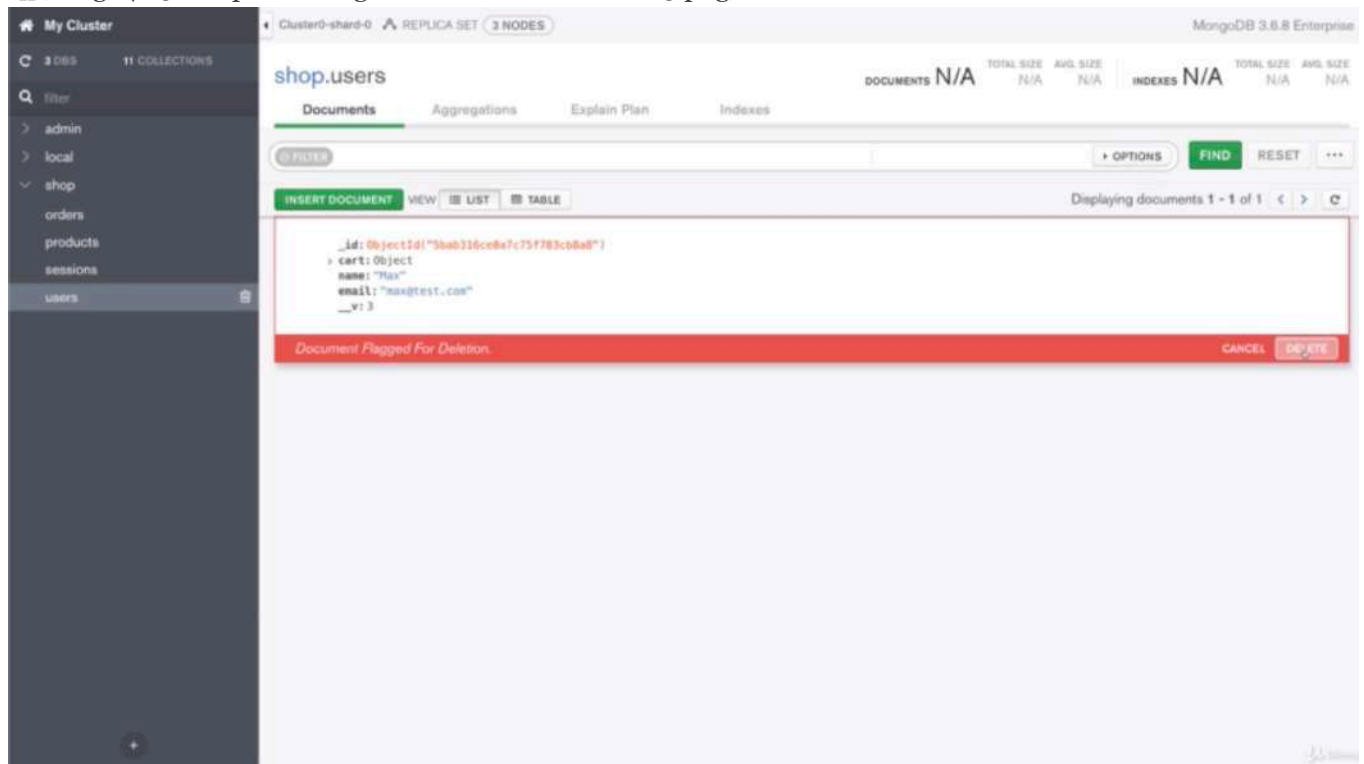 My Cluster
Cluster0-shard-0 REPLICA SET 3 NODES
MongoDB 3.6.8 Enterprise
3 DBS 11 COLLECTIONS
filter
admin
local
shop
orders
products
sessions
users
shop.users
DOCUMENTS N/A TOTAL SIZE N/A AVG. SIZE N/A INDEXES N/A TOTAL SIZE N/A AVG. SIZE N/A
Documents Aggregations Explain Plan Indexes
FILTER OPTIONS FIND RESET ...
INSERT DOCUMENT VIEW LIST TABLE Displaying documents 1 - 1 of 1
_id: ObjectId("5bab316ce0a7c75f783cb8a8")
cart: Object
name: "Max"
email: "max@test.com"
__v: 3
Document Flagged For Deletion.
CANCEL DELETE